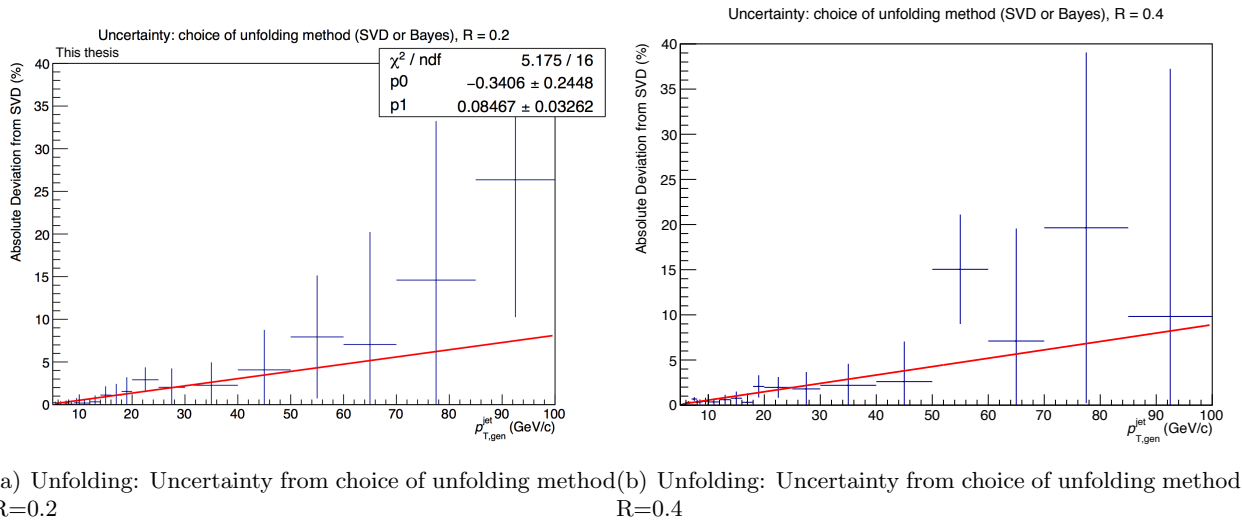 Uncertainty: choice of unfolding method (SVD or Bayes), R = 0.2
This thesis
χ² / ndf 5.175 / 16
p0 −0.3406 ± 0.2448
p1 0.08467 ± 0.03262
Absolute Deviation from SVD (%)
40
35
30
25
20
15
10
5
0
10 20 30 40 50 60 70 80 90 100
p^jet_T,gen (GeV/c)
a) Unfolding: Uncertainty from choice of unfolding method
R=0.2
Uncertainty: choice of unfolding method (SVD or Bayes), R = 0.4
Absolute Deviation from SVD (%)
40
35
30
25
20
15
10
5
0
10 20 30 40 50 60 70 80 90 100
p^jet_T,gen (GeV/c)
(b) Unfolding: Uncertainty from choice of unfolding method
R=0.4